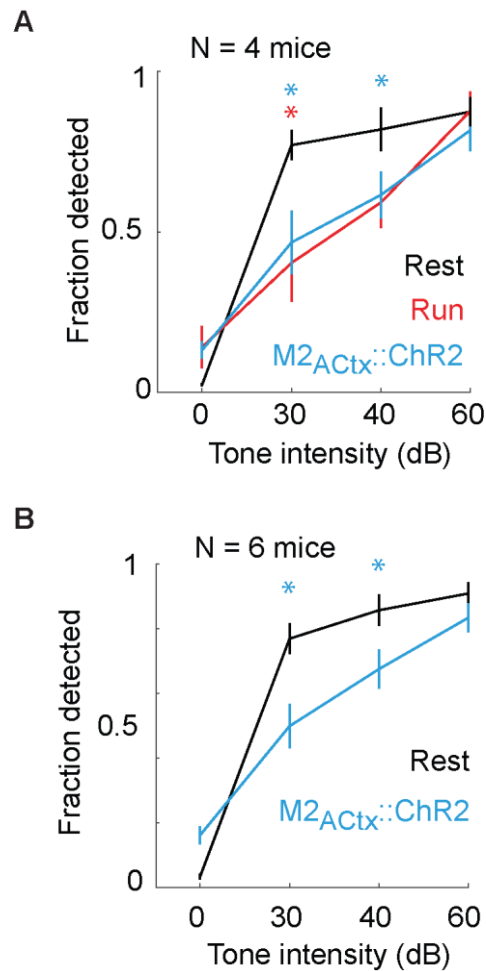 A
N = 4 mice
* *
*
1
0.5
0
Fraction detected
Rest
Run
M2ACtx::ChR2
0 30 40 60
Tone intensity (dB)
B
N = 6 mice
* *
1
0.5
0
Fraction detected
Rest
M2ACtx::ChR2
0 30 40 60
Tone intensity (dB)